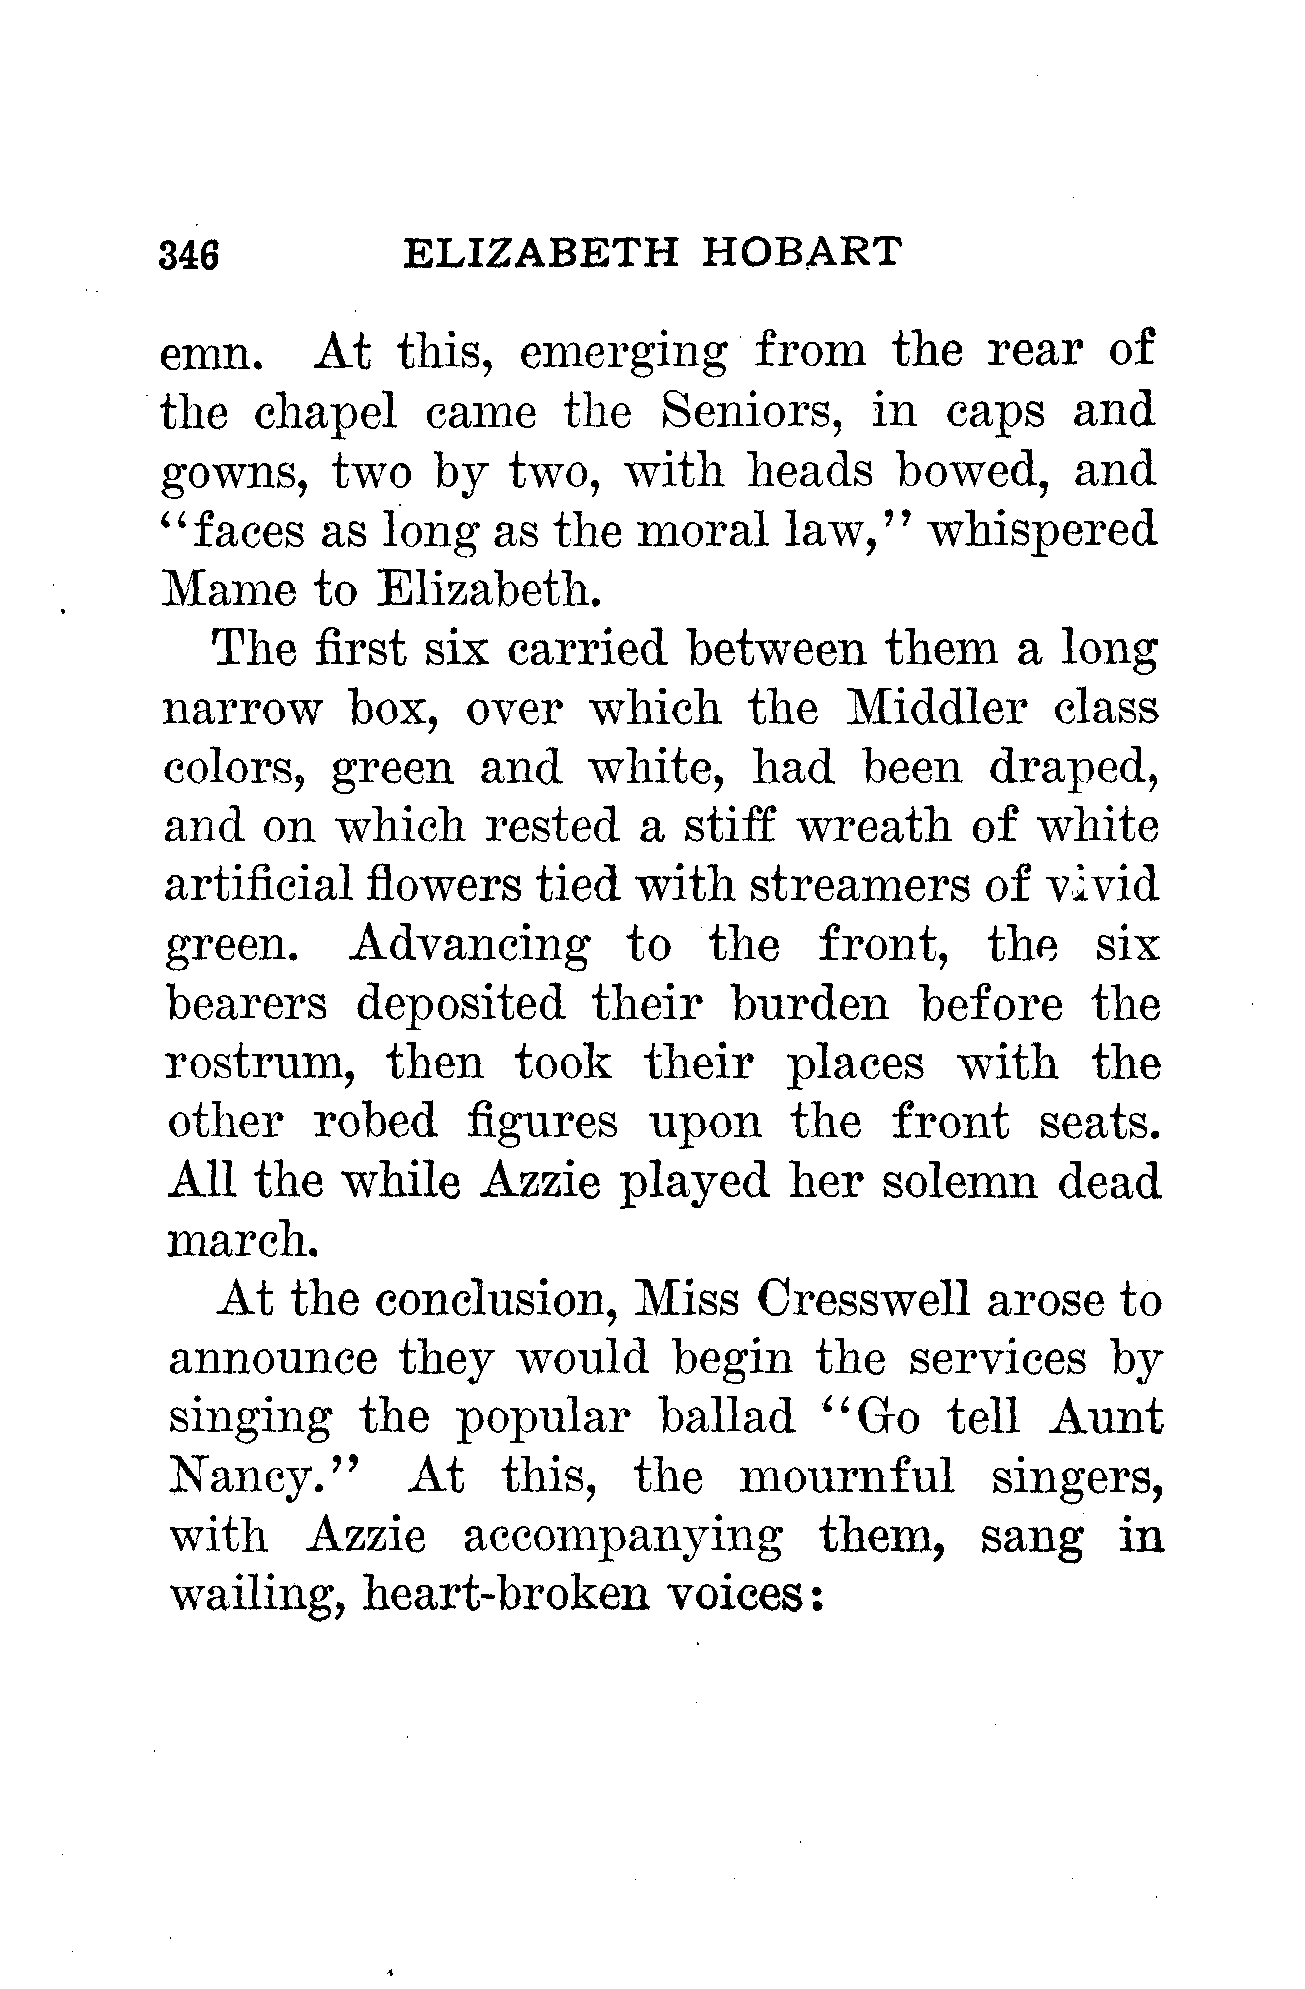 346 ELIZABETH HOBART
emn. At this, emerging from the rear of
the chapel came the Seniors, in caps and
gowns, two by two, with heads bowed, and
“faces as long as the moral law,” whispered
Mame to Elizabeth.
The first six carried between them a long
narrow box, over which the Middler class
colors, green and white, had been draped,
and on which rested a stiff wreath of white
artificial flowers tied with streamers of vivid
green. Advancing to the front, the six
bearers deposited their burden before the
rostrum, then took their places with the
other robed figures upon the front seats.
All the while Azzie played her solemn dead
march.
At the conclusion, Miss Cresswell arose to
announce they would begin the services by
singing the popular ballad “Go tell Aunt
Nancy.” At this, the mournful singers,
with Azzie accompanying them, sang in
wailing, heart-broken voices: